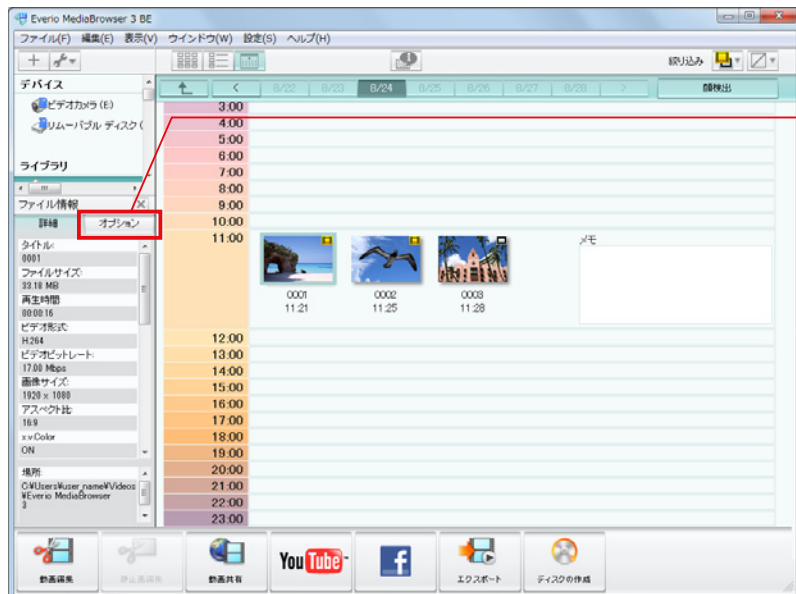 Everio MediaBrowser 3 BE
ファイル(F) 編集(E) 表示(V) ウインドウ(W) 設定(S) ヘルプ(H)
絞り込み
デバイス
ビデオカメラ (E)
リムーバブル ディスク (
ライブラリ
8/22 8/23 8/24 8/25 8/26 8/27 8/28
顔検出
ファイル情報
詳細 オプション
タイトル:
0001
ファイルサイズ:
33.18 MB
再生時間:
00:00:16
ビデオ形式:
H.264
ビデオビットレート:
17.00 Mbps
画像サイズ:
1920 x 1080
アスペクト比:
16:9
x.v.Color
ON
場所:
C:¥Users¥user_name¥Videos
¥Everio MediaBrowser
3
3:00
4:00
5:00
6:00
7:00
8:00
9:00
10:00
11:00
0001
11:21
0002
11:25
0003
11:28
メモ
12:00
13:00
14:00
15:00
16:00
17:00
18:00
19:00
20:00
21:00
22:00
23:00
動画編集
静止画編集
動画共有
YouTube
f
エクスポート
ディスクの作成